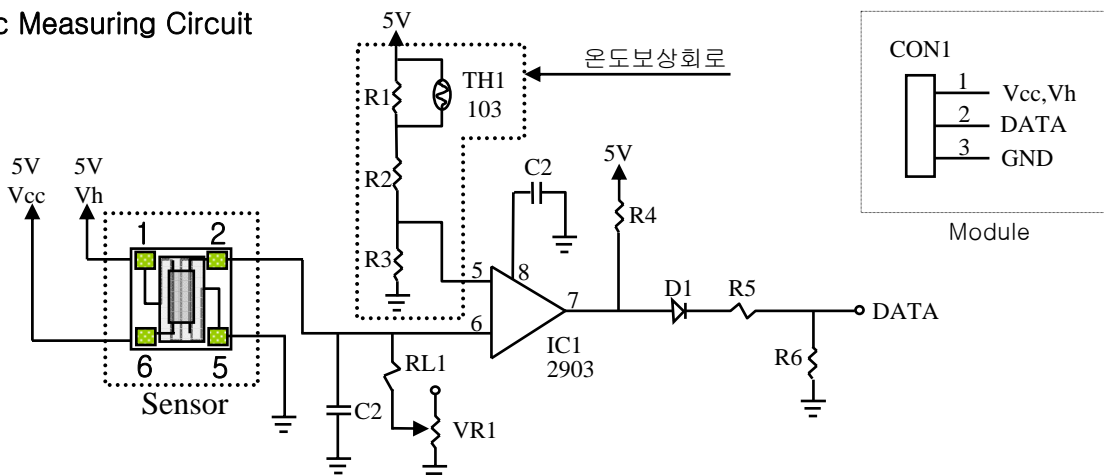 c Measuring Circuit
5V
온도보상회로
TH1
103
R1
R2
R3
5V
Vcc
5V
Vh
1
2
6
5
Sensor
C2
RL1
VR1
C2
5
6
8
7
IC1
2903
5V
R4
D1
R5
R6
DATA
CON1
1
Vcc,Vh
2
DATA
3
GND
Module